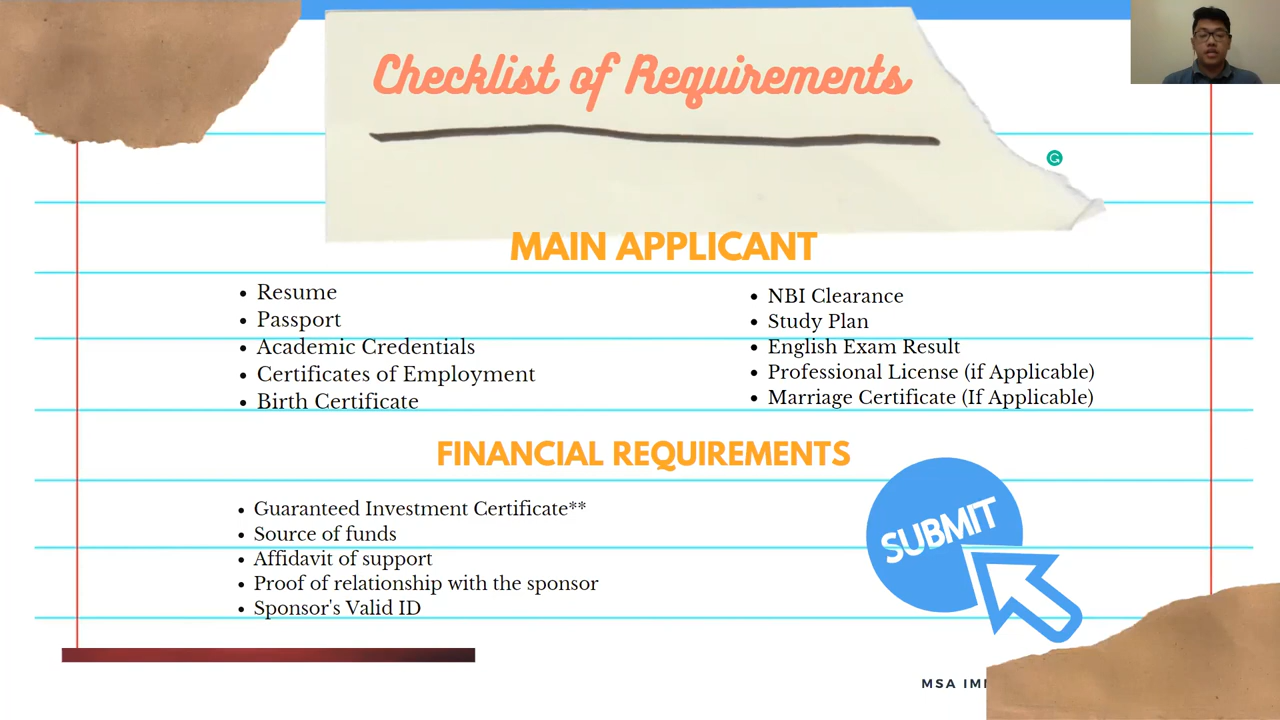 Checklist of Requirements
MAIN APPLICANT
Resume
Passport
Academic Credentials
Certificates of Employment
Birth Certificate
NBI Clearance
Study Plan
English Exam Result
Professional License (if Applicable)
Marriage Certificate (If Applicable)
FINANCIAL REQUIREMENTS
Guaranteed Investment Certificate**
Source of funds
Affidavit of support
Proof of relationship with the sponsor
Sponsor's Valid ID
SUBMIT
MSA